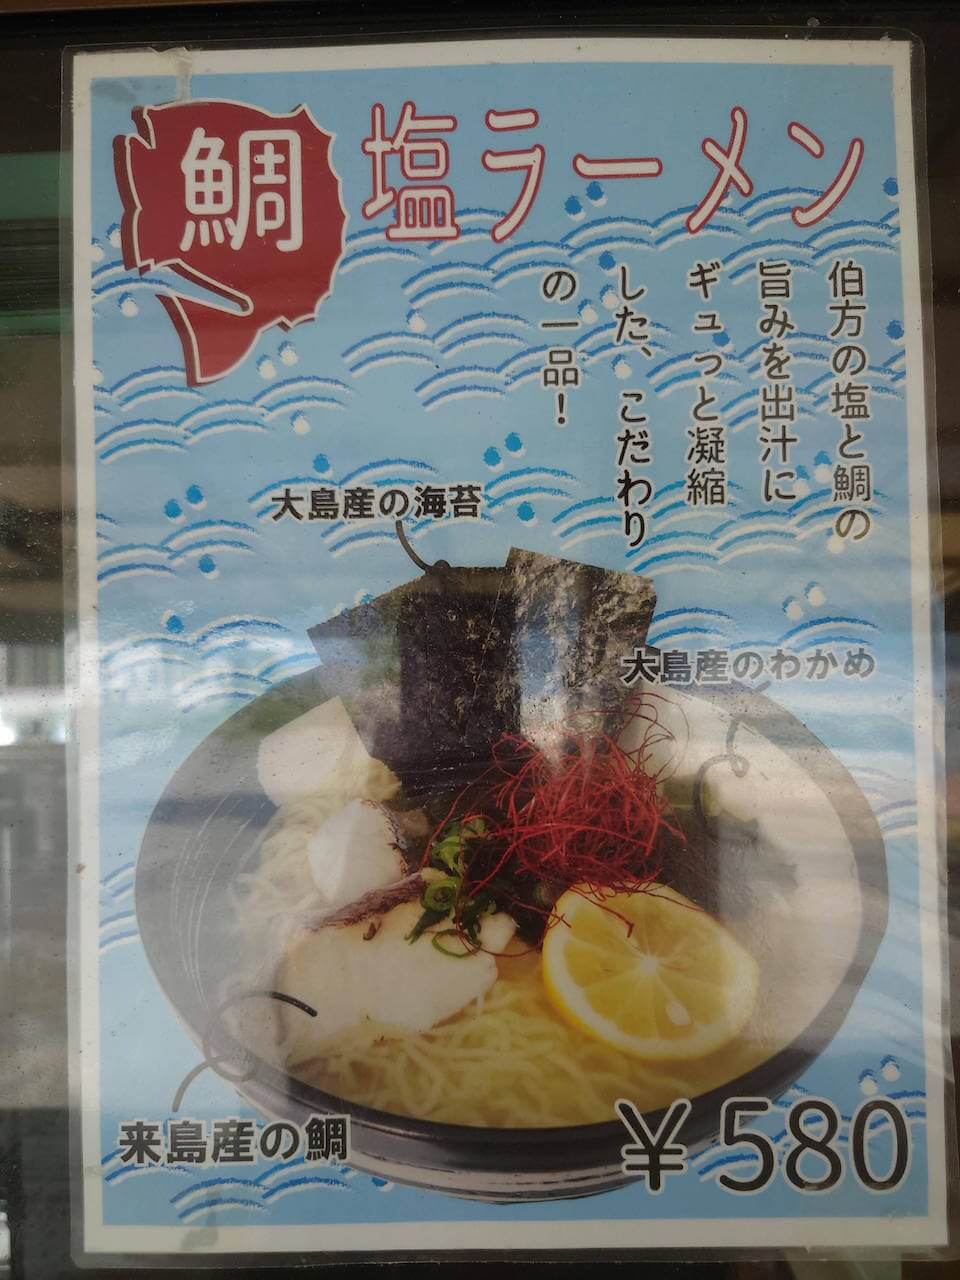 鯛塩ラーメン
伯方の塩と鯛の
旨みを出汁に
ギュっと凝縮
した、こだわり
の一品！
大島産の海苔
大島産のわかめ
来島産の鯛
￥580